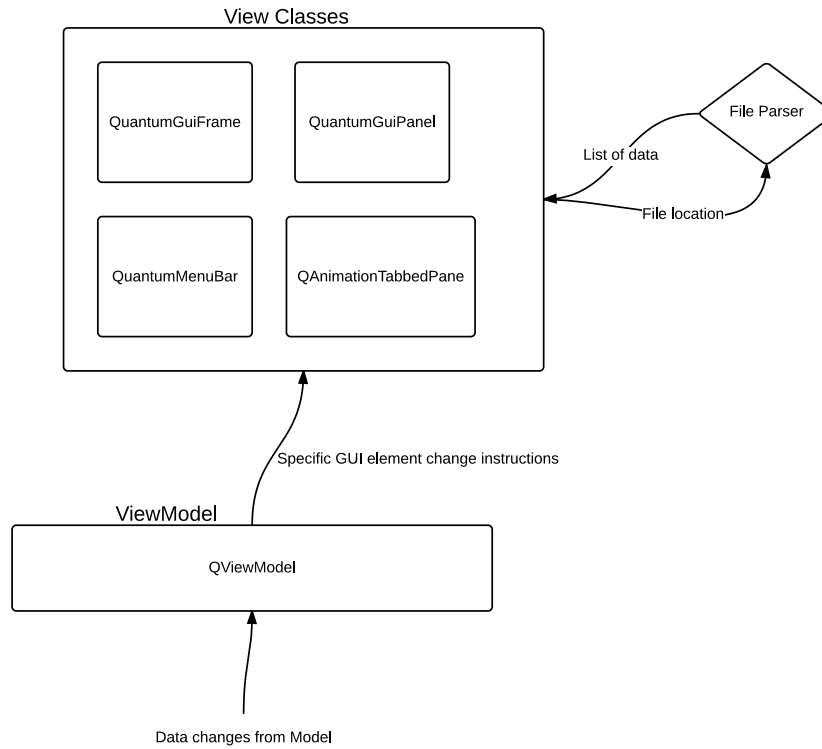 View Classes
QuantumGuiFrame
QuantumGuiPanel
File Parser
List of data
File location
QuantumMenuBar
QAnimationTabbedPane
Specific GUI element change instructions
ViewModel
QViewModel
Data changes from Model